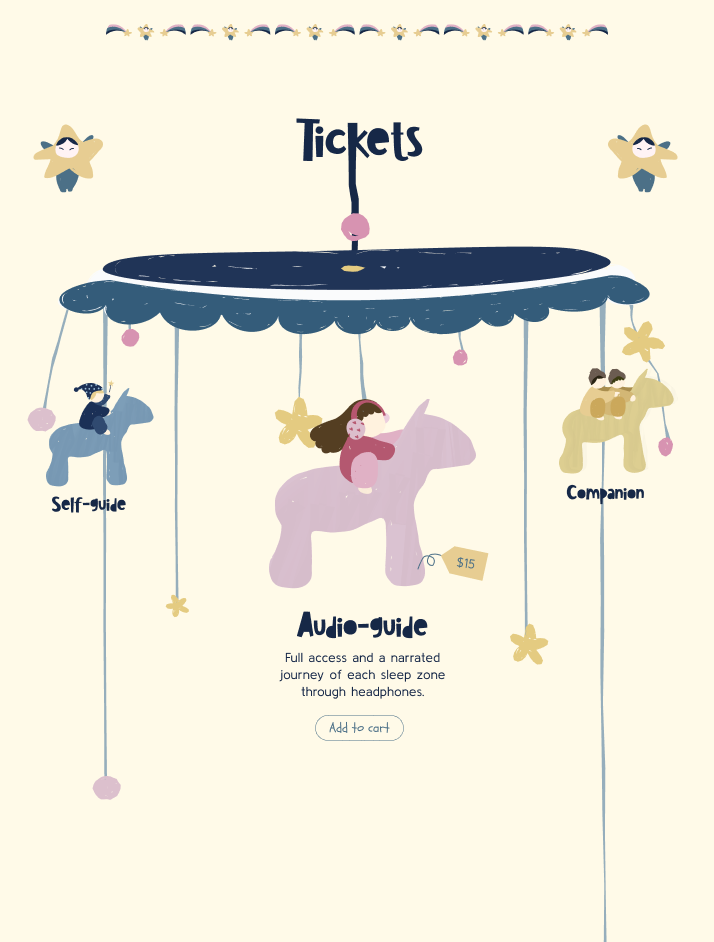 Tickets
Self-guide
Companion
$15
Audio-guide
Full access and a narrated
journey of each sleep zone
through headphones.
Add to cart